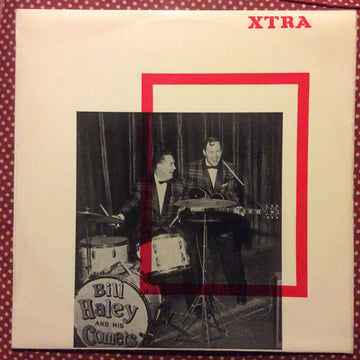 XTRA
Bill
Haley
AND HIS
Comets